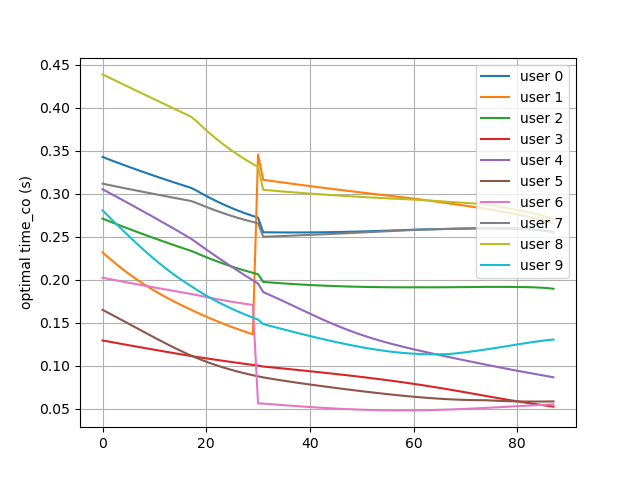 0.45
0.40
0.35
0.30
0.25
0.20
0.15
0.10
0.05
optimal time_co (s)
0
20
40
60
80
user 0
user 1
user 2
user 3
user 4
user 5
user 6
user 7
user 8
user 9